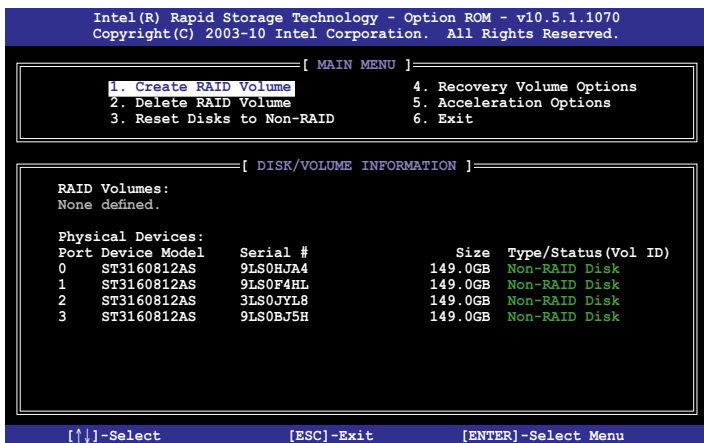 Intel(R) Rapid Storage Technology - Option ROM - v10.5.1.1070
Copyright(C) 2003-10 Intel Corporation. All Rights Reserved.
[ MAIN MENU ]
1. Create RAID Volume 4. Recovery Volume Options
2. Delete RAID Volume 5. Acceleration Options
3. Reset Disks to Non-RAID 6. Exit
[ DISK/VOLUME INFORMATION ]
RAID Volumes:
None defined.
Physical Devices:
Port Device Model Serial # Size Type/Status(Vol ID)
0 ST3160812AS 9LS0HJA4 149.0GB Non-RAID Disk
1 ST3160812AS 9LS0F4HL 149.0GB Non-RAID Disk
2 ST3160812AS 3LS0JYL8 149.0GB Non-RAID Disk
3 ST3160812AS 9LS0BJ5H 149.0GB Non-RAID Disk
[↑↓]-Select [ESC]-Exit [ENTER]-Select Menu